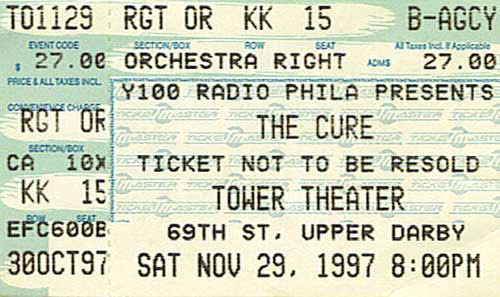 TO1129 RGT OR KK 15 B-AGCY
EVENT CODE SECTION/BOX ROW SEAT All Taxes Incl. If Applicable
$ 27.00 ORCHESTRA RIGHT ADM$ 27.00
PRICE & ALL TAXES INCL.
Y100 RADIO PHILA PRESENTS
CONVENIENCE CHARGE
RGT OR THE CURE
SECTION/BOX
CA 10X TICKET NOT TO BE RESOLD
KK 15 TOWER THEATER
ROW SEAT
EFC600B 69TH ST, UPPER DARBY
30OCT97 SAT NOV 29, 1997 8:00PM